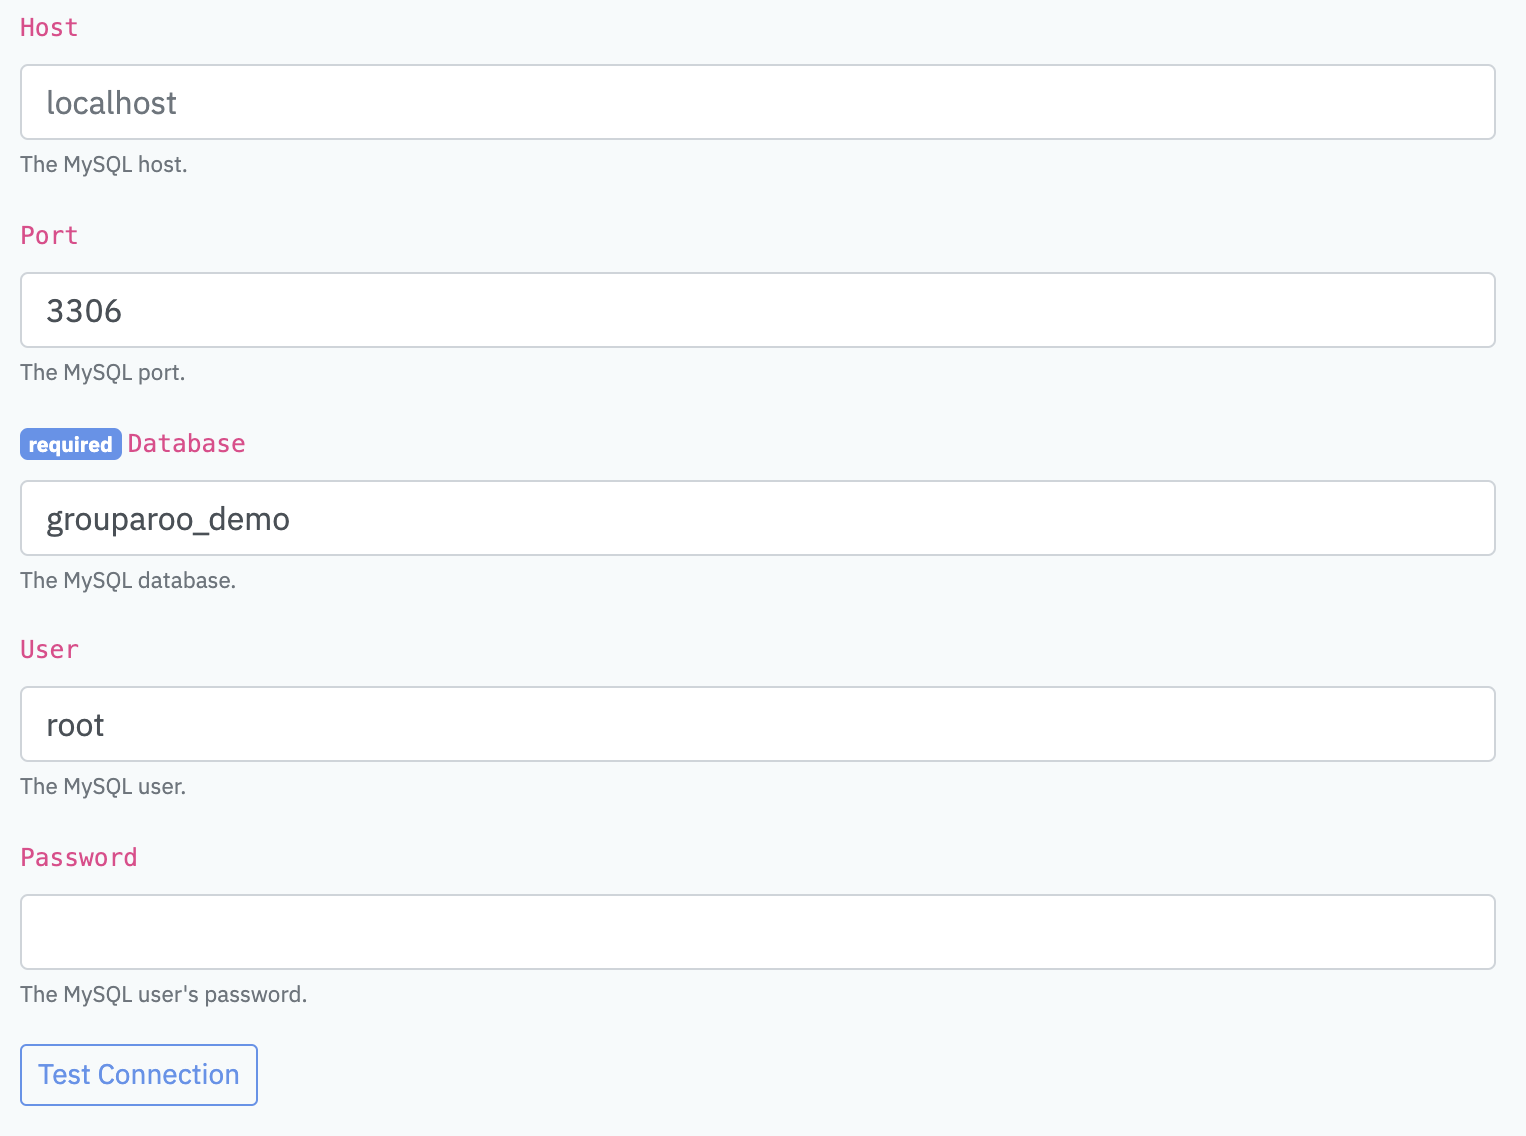 Host
localhost
The MySQL host.
Port
3306
The MySQL port.
required Database
grouparoo_demo
The MySQL database.
User
root
The MySQL user.
Password
The MySQL user's password.
Test Connection